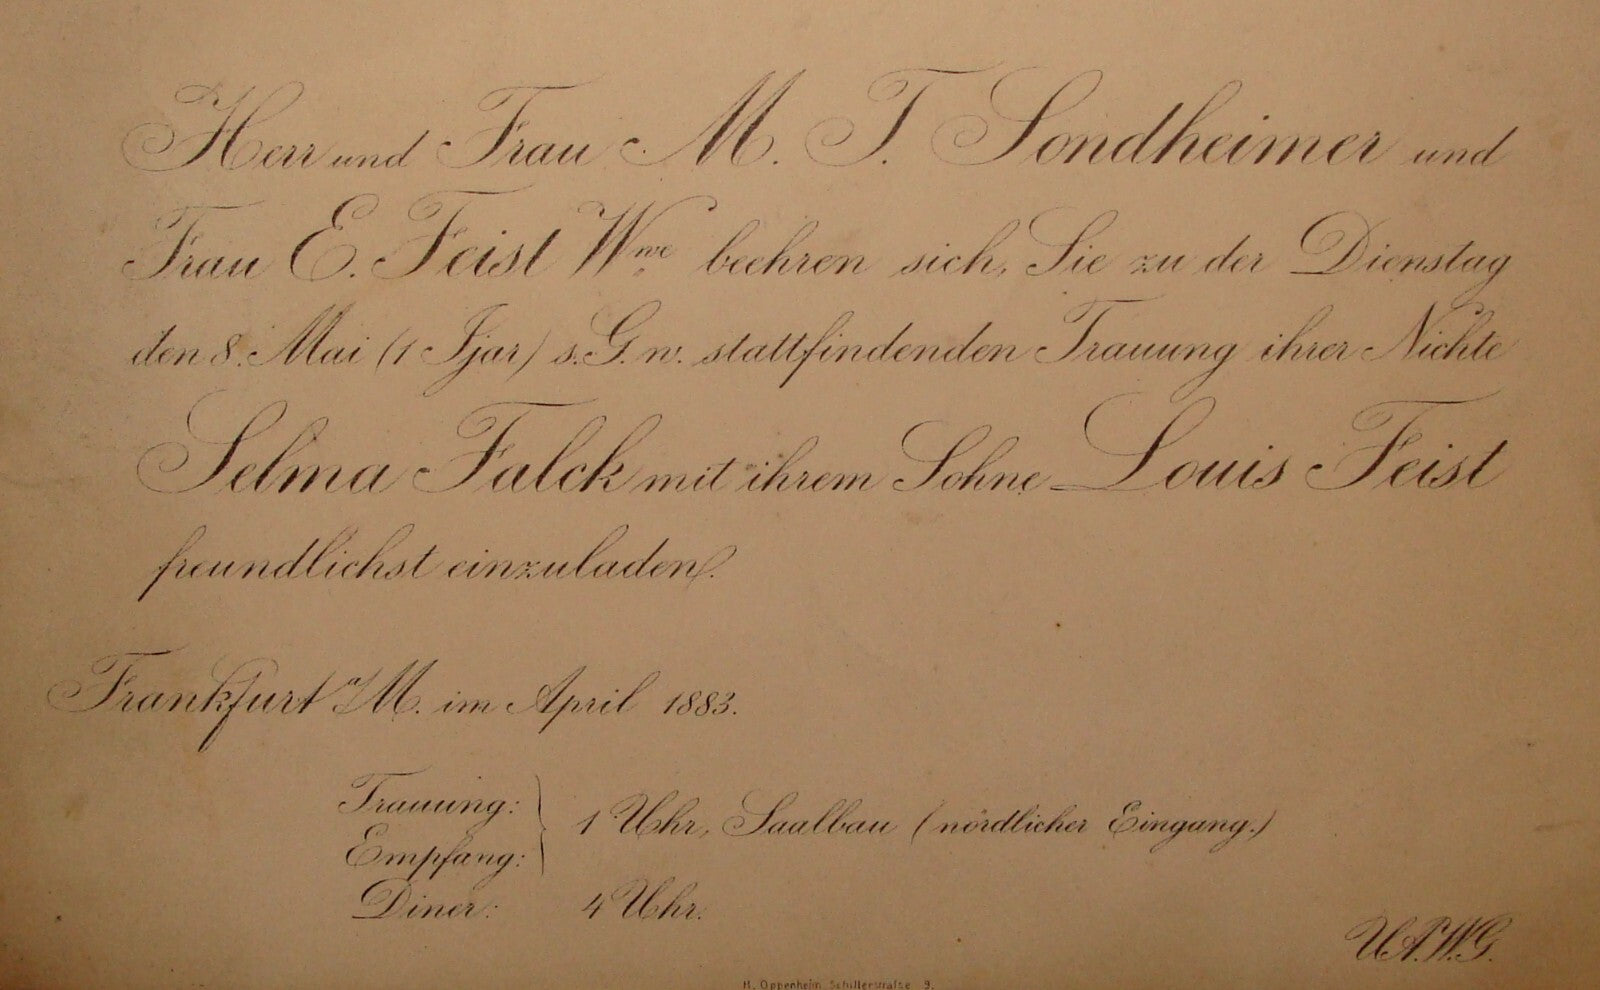 Herr und Frau M. J. Sondheimer und
Frau E. Feist Wwe beehren sich, Sie zu der Dienstag
den 8. Mai (1 Ijar) s. G. w. stattfindenden Trauung ihrer Nichte
Selma Falck mit ihrem Sohne Louis Feist
freundlichst einzuladen.
Frankfurt a/M. im April 1883.
Trauung:
Empfang:
1 Uhr, Saalbau (nördlicher Eingang.)
Diner: 4 Uhr.
U.A.W.G.
H. Oppenheim Schillerstraße 9.